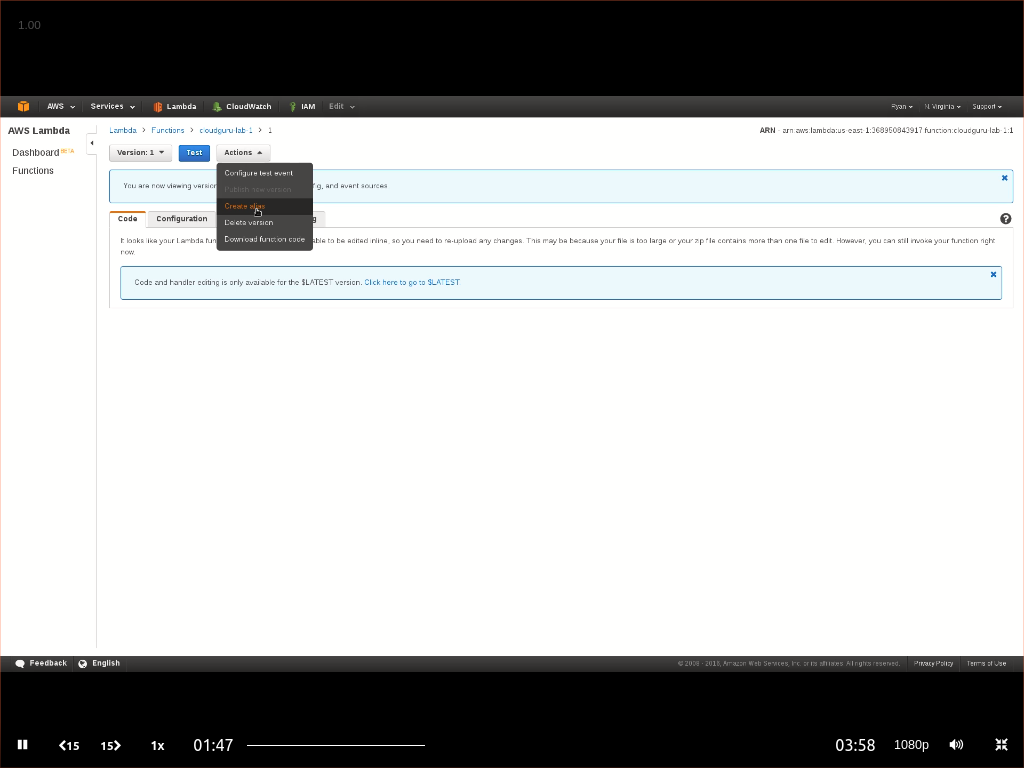 1.00
AWS Services Lambda CloudWatch IAM Edit Ryan N. Virginia Support
AWS Lambda
Dashboard BETA
Functions
Lambda > Functions > cloudguru-lab-1 > 1
ARN - arn:aws:lambda:us-east-1:368950843917:function:cloudguru-lab-1:1
Version: 1 Test Actions
Configure test event
Publish new version
Create alias
Delete version
Download function code
You are now viewing version g, and event sources
Code Configuration
It looks like your Lambda fun ble to be edited inline, so you need to re-upload any changes. This may be because your file is too large or your zip file contains more than one file to edit. However, you can still invoke your function right
now.
Code and handler editing is only available for the $LATEST version. Click here to go to $LATEST
Feedback English © 2008 - 2016, Amazon Web Services, Inc. or its affiliates. All rights reserved. Privacy Policy Terms of Use
15 15 1x 01:47 03:58 1080p